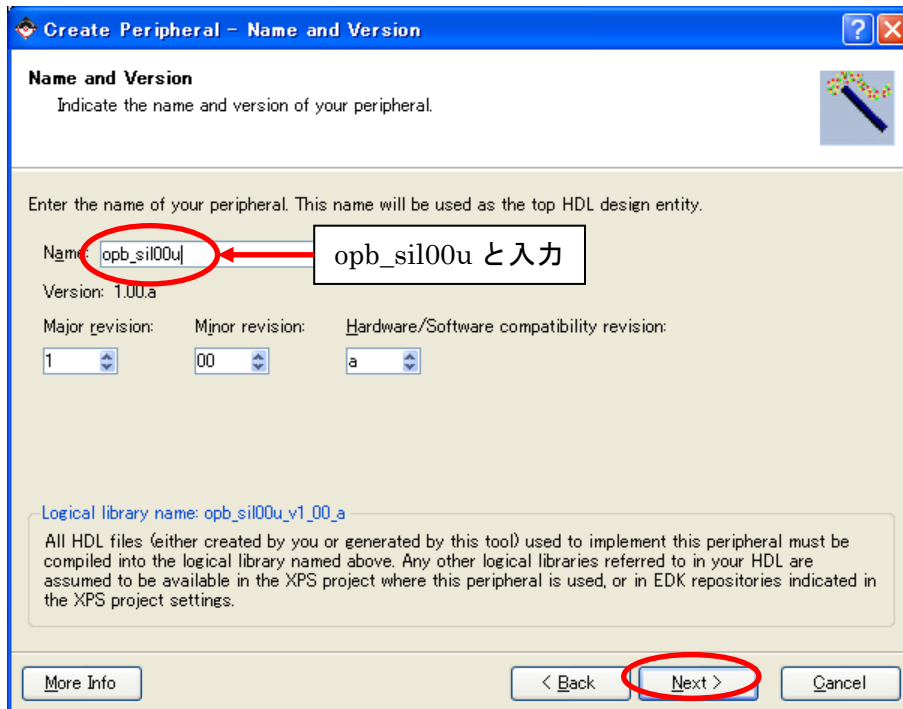 Create Peripheral - Name and Version
Name and Version
Indicate the name and version of your peripheral.
Enter the name of your peripheral. This name will be used as the top HDL design entity.
Name: opb_sil00u
opb_sil00u と入力
Version: 1.00.a
Major revision: Minor revision: Hardware/Software compatibility revision:
1 00 a
Logical library name: opb_sil00u_v1_00_a
All HDL files (either created by you or generated by this tool) used to implement this peripheral must be
compiled into the logical library named above. Any other logical libraries referred to in your HDL are
assumed to be available in the XPS project where this peripheral is used, or in EDK repositories indicated in
the XPS project settings.
More Info < Back Next > Cancel